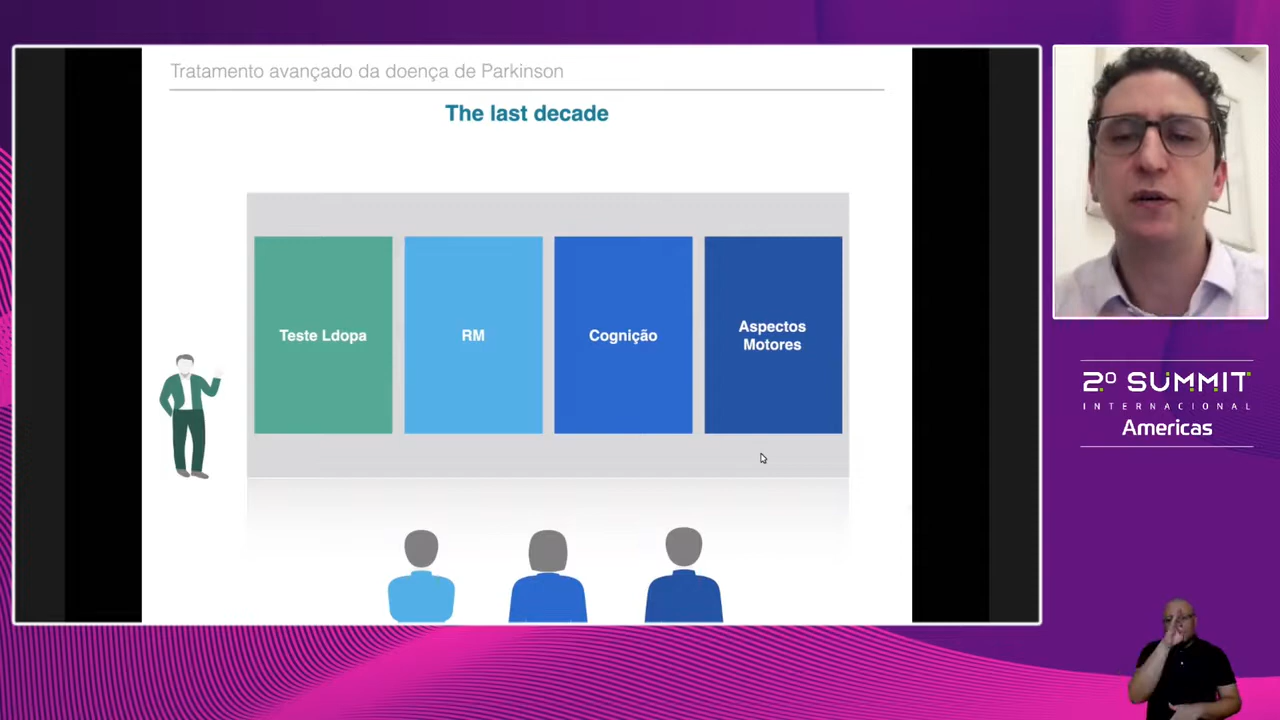 Tratamento avançado da doença de Parkinson
The last decade
Teste Ldopa
RM
Cognição
Aspectos
Motores
2º SUMMIT
INTERNACIONAL
Americas